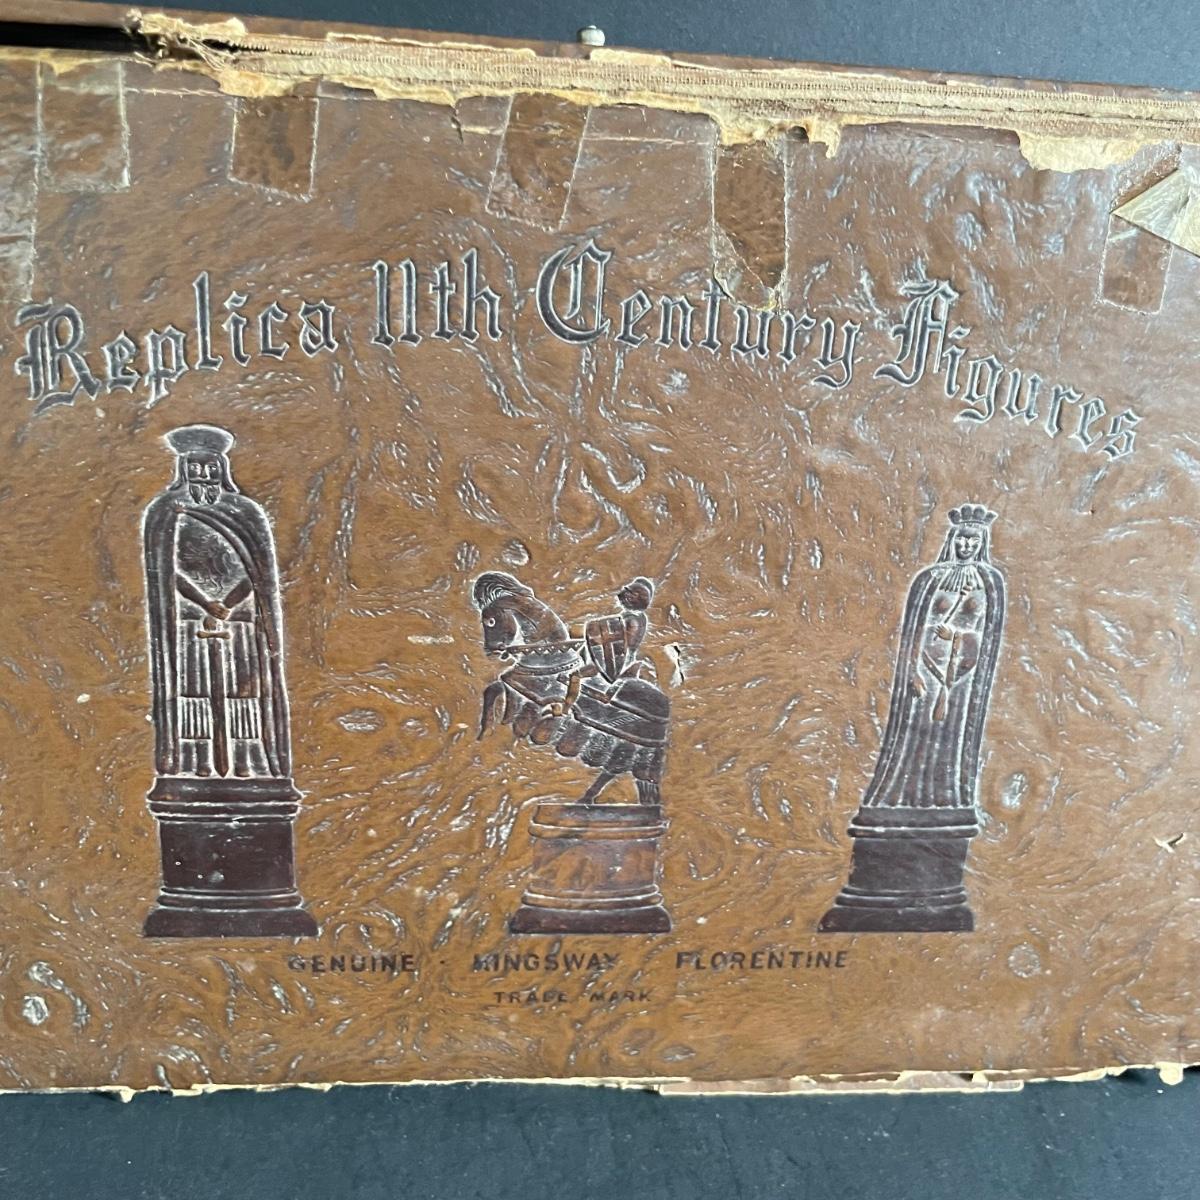 Replica 11th Century Figures
GENUINE · KINGSWAY FLORENTINE
TRADE MARK